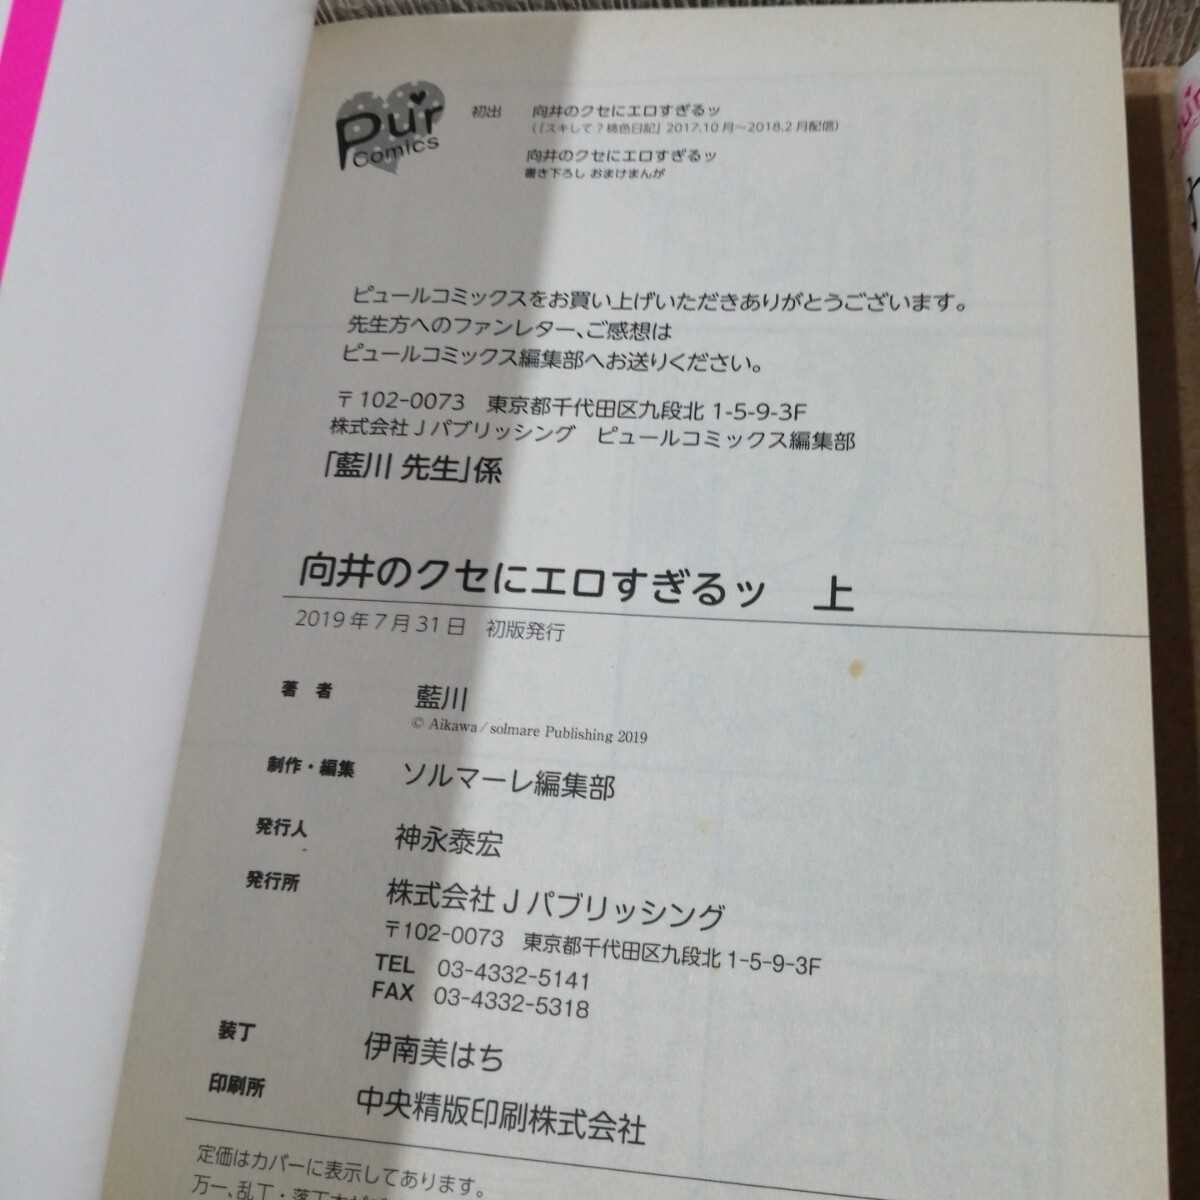 Pur
Comics
初出　向井のクセにエロすぎるッ
（「スキして？桃色日記」2017.10月～2018.2月配信）
向井のクセにエロすぎるッ
書き下ろし おまけまんが
ピュールコミックスをお買い上げいただきありがとうございます。
先生方へのファンレター、ご感想は
ピュールコミックス編集部へお送りください。
〒102-0073　東京都千代田区九段北 1-5-9-3F
株式会社 J パブリッシング　ピュールコミックス編集部
「藍川 先生」係
向井のクセにエロすぎるッ　上
2019年7月31日　初版発行
著　者　藍川
© Aikawa / solmare Publishing 2019
制作・編集　ソルマーレ編集部
発行人　神永泰宏
発行所　株式会社 J パブリッシング
〒102-0073　東京都千代田区九段北 1-5-9-3F
TEL　03-4332-5141
FAX　03-4332-5318
装丁　伊南美はち
印刷所　中央精版印刷株式会社
定価はカバーに表示してあります。
万一、乱丁・落丁